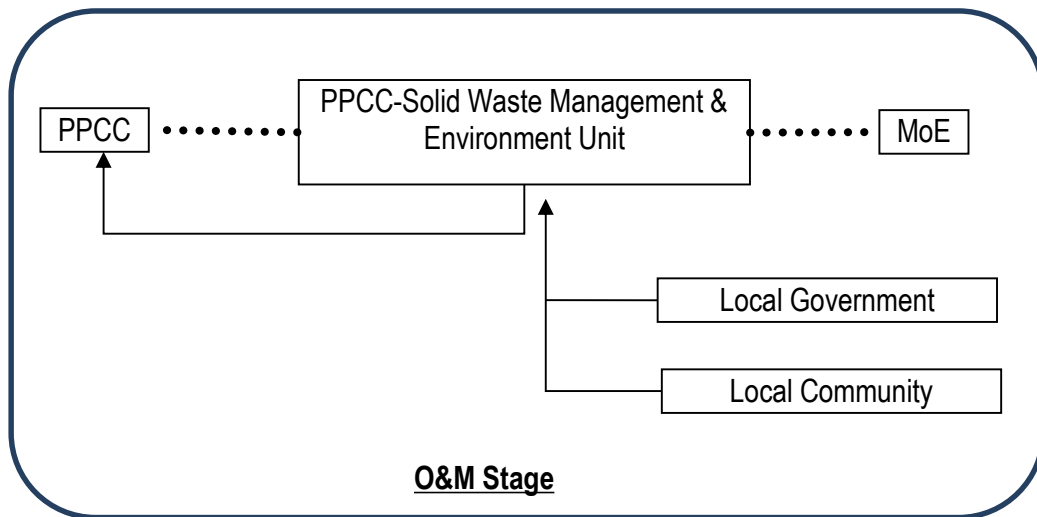 PPCC-Solid Waste Management &
Environment Unit
PPCC
MoE
Local Government
Local Community
O&M Stage